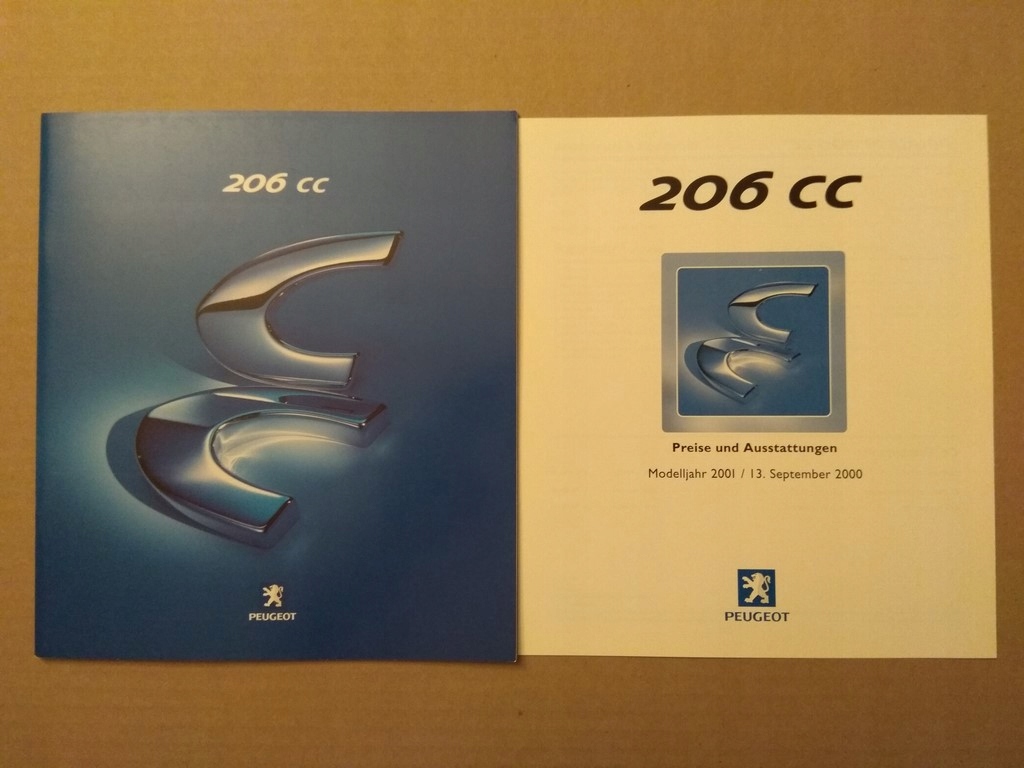 206 CC
PEUGEOT
206 CC
Preise und Ausstattungen
Modelljahr 2001 / 13. September 2000
PEUGEOT